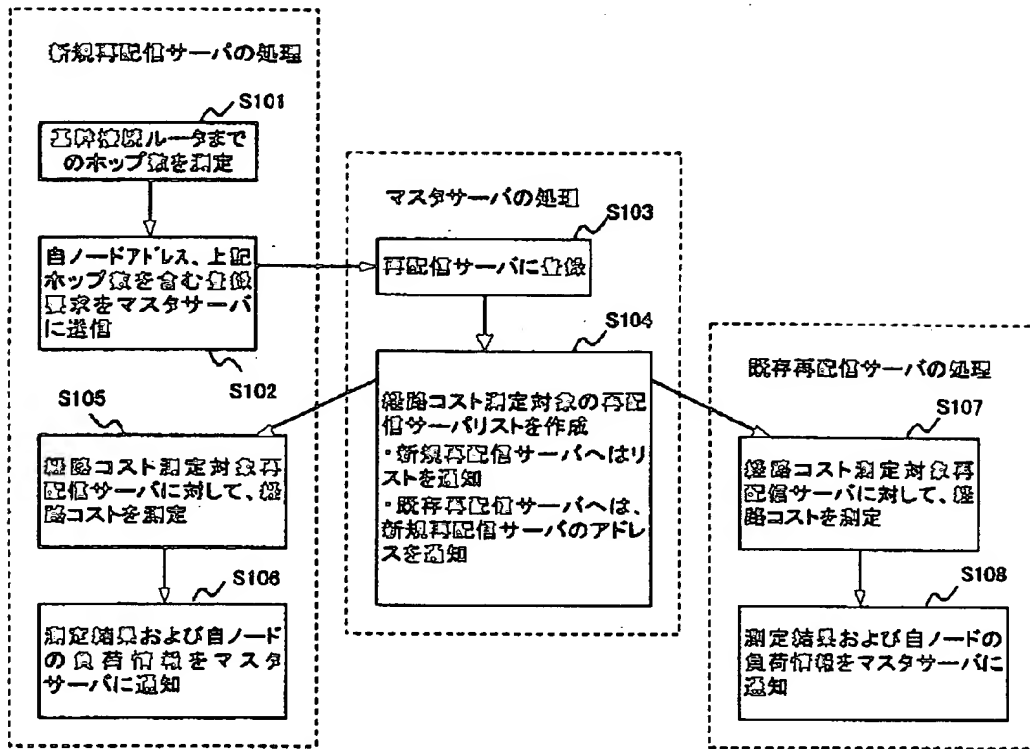 新規再配信サーバの処理
S101
基幹接続ルータまで
のホップ数を測定
自ノードアドレス、上記
ホップ数を含む登録
要求をマスタサーバ
に送信
S102
マスタサーバの処理
S103
再配信サーバに登録
S104
経路コスト測定対象の再配
信サーバリストを作成
・新規再配信サーバへはリ
ストを通知
・既存再配信サーバへは、
新規再配信サーバのアドレ
スを通知
S105
経路コスト測定対象再
配信サーバに対して、経
路コストを測定
S106
測定結果および自ノード
の負荷情報をマスタ
サーバに通知
既存再配信サーバの処理
S107
経路コスト測定対象再
配信サーバに対して、経
路コストを測定
S108
測定結果および自ノードの
負荷情報をマスタサーバに
通知